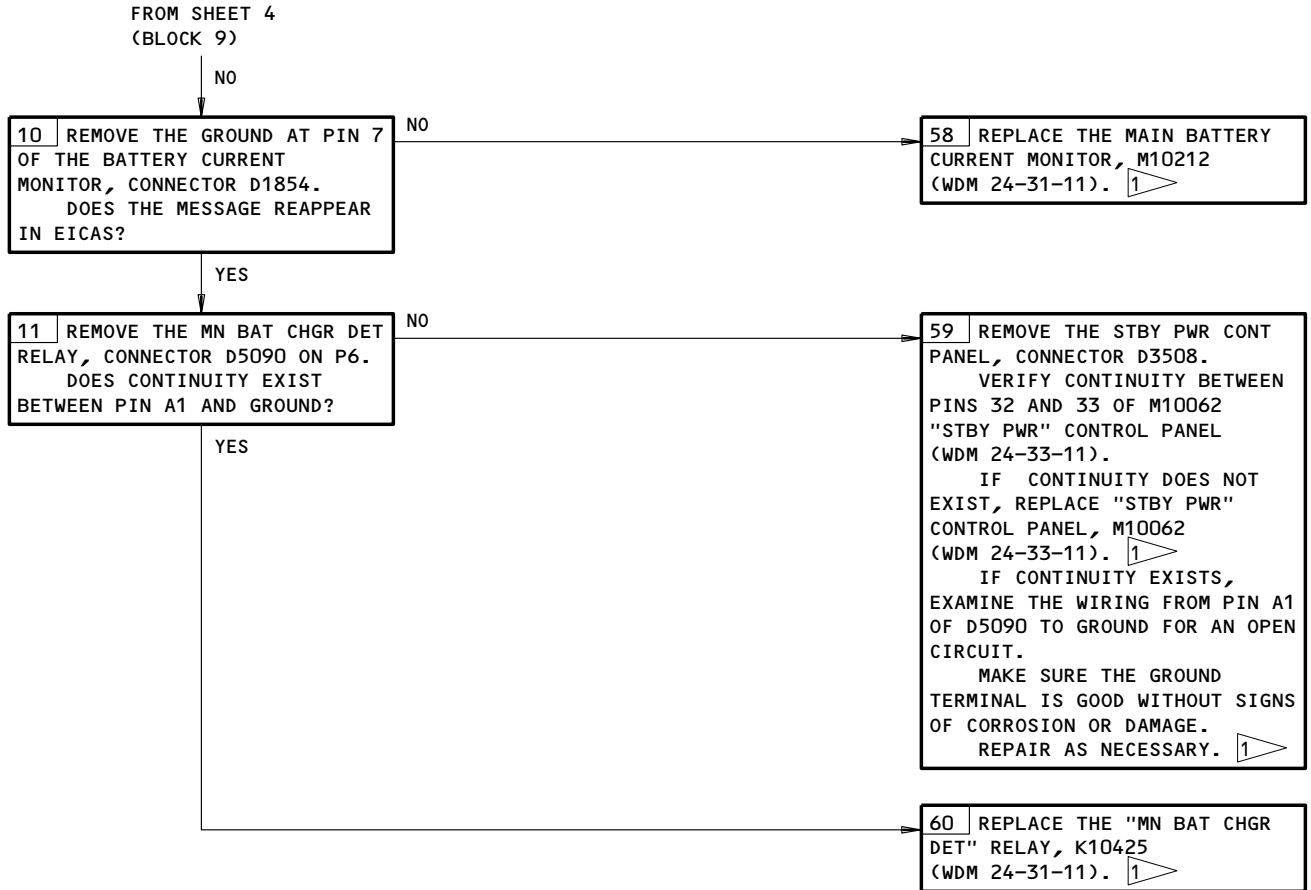 FROM SHEET 4
(BLOCK 9)
NO
10 REMOVE THE GROUND AT PIN 7
OF THE BATTERY CURRENT
MONITOR, CONNECTOR D1854.
DOES THE MESSAGE REAPPEAR
IN EICAS?
NO
58 REPLACE THE MAIN BATTERY
CURRENT MONITOR, M10212
(WDM 24-31-11). 1
YES
11 REMOVE THE MN BAT CHGR DET
RELAY, CONNECTOR D5090 ON P6.
DOES CONTINUITY EXIST
BETWEEN PIN A1 AND GROUND?
NO
59 REMOVE THE STBY PWR CONT
PANEL, CONNECTOR D3508.
VERIFY CONTINUITY BETWEEN
PINS 32 AND 33 OF M10062
"STBY PWR" CONTROL PANEL
(WDM 24-33-11).
IF CONTINUITY DOES NOT
EXIST, REPLACE "STBY PWR"
CONTROL PANEL, M10062
(WDM 24-33-11). 1
IF CONTINUITY EXISTS,
EXAMINE THE WIRING FROM PIN A1
OF D5090 TO GROUND FOR AN OPEN
CIRCUIT.
MAKE SURE THE GROUND
TERMINAL IS GOOD WITHOUT SIGNS
OF CORROSION OR DAMAGE.
REPAIR AS NECESSARY. 1
YES
60 REPLACE THE "MN BAT CHGR
DET" RELAY, K10425
(WDM 24-31-11). 1